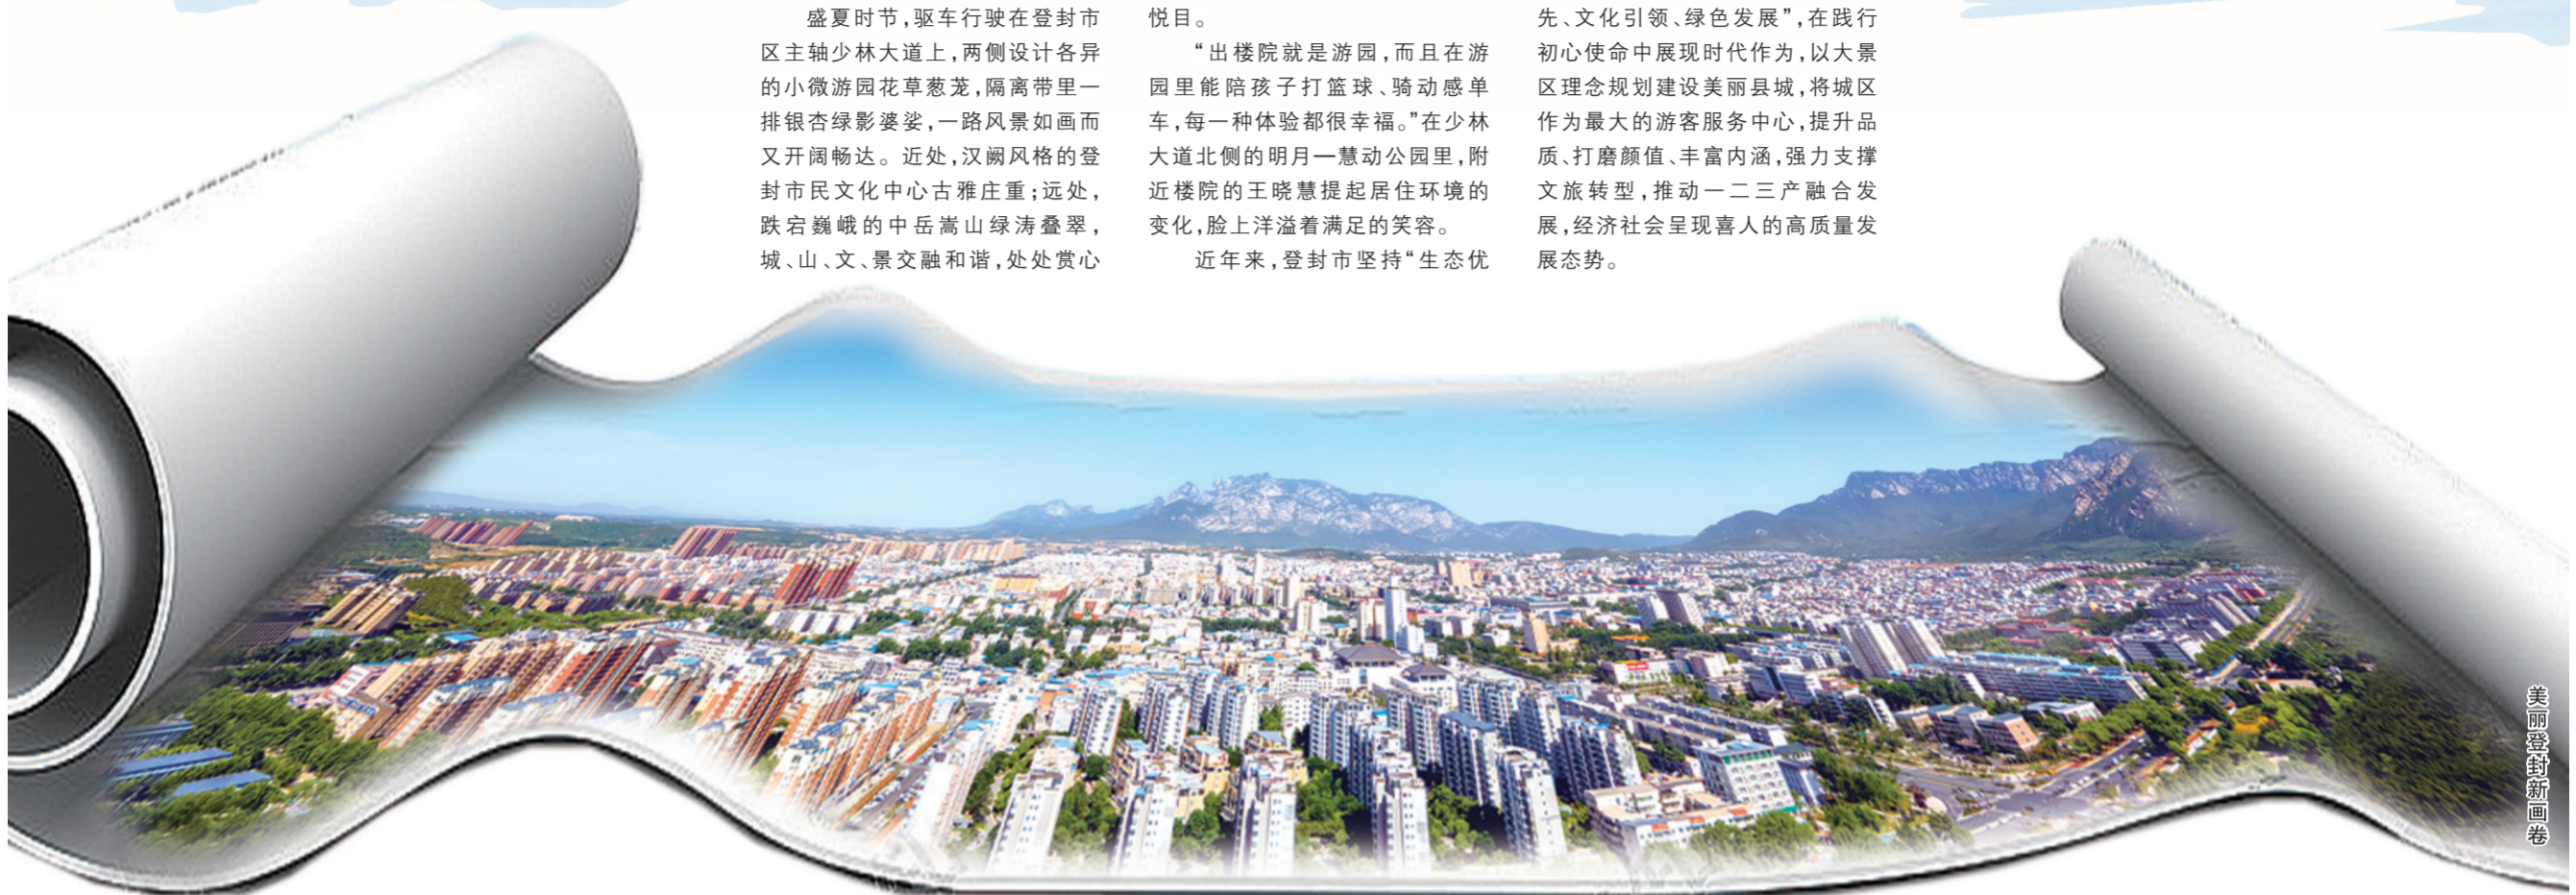 盛夏时节,驱车行驶在登封市
区主轴少林大道上,两侧设计各异
的小微游园花草葱茏,隔离带里一
排银杏绿影婆娑,一路风景如画而
又开阔畅达。近处,汉阙风格的登
封市民文化中心古雅庄重;远处,
跌宕巍峨的中岳嵩山绿涛叠翠,
城、山、文、景交融和谐,处处赏心
悦目。
“出楼院就是游园,而且在游
园里能陪孩子打篮球、骑动感单
车,每一种体验都很幸福。”在少林
大道北侧的明月—慧动公园里,附
近楼院的王晓慧提起居住环境的
变化,脸上洋溢着满足的笑容。
近年来,登封市坚持“生态优
先、文化引领、绿色发展”,在践行
初心使命中展现时代作为,以大景
区理念规划建设美丽县城,将城区
作为最大的游客服务中心,提升品
质、打磨颜值、丰富内涵,强力支撑
文旅转型,推动一二三产融合发
展,经济社会呈现喜人的高质量发
展态势。
美丽登封新画卷